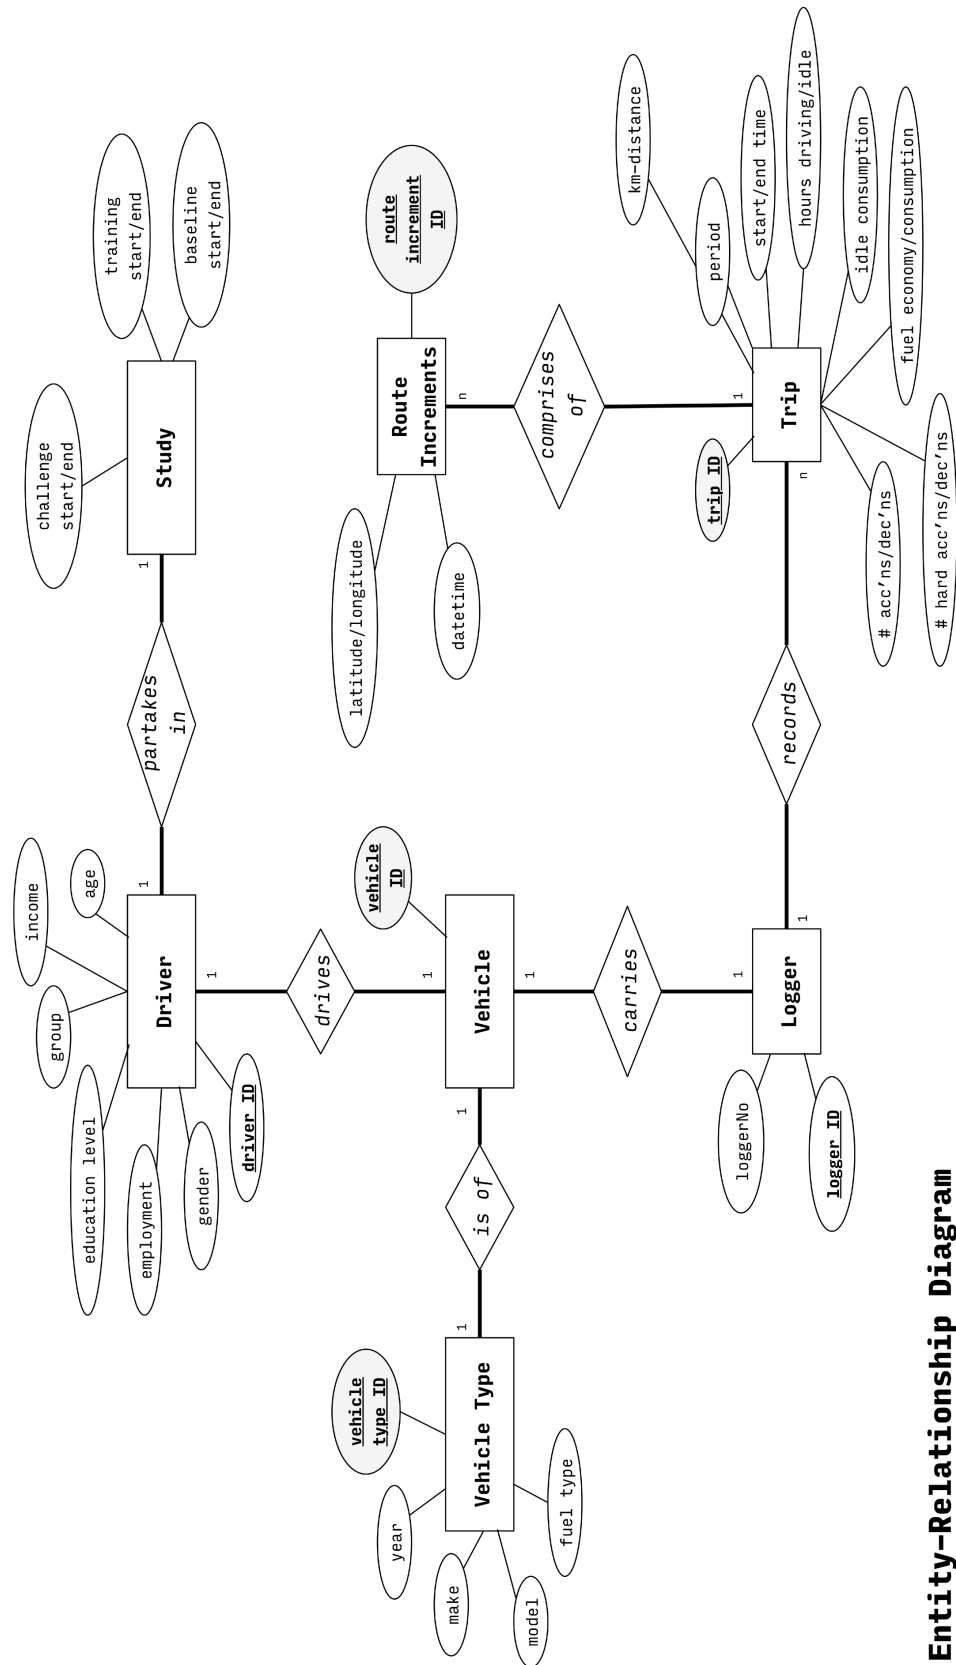 income
age
group
education level
employment
gender
driver ID
Driver
1
partakes
in
1
Study
challenge
start/end
training
start/end
baseline
start/end
1
drives
1
vehicle
ID
Vehicle
1
is of
1
Vehicle Type
vehicle
type ID
year
make
model
fuel type
1
carries
1
Logger
loggerNo
logger ID
1
records
n
Trip
trip ID
1
comprises
of
n
Route
Increments
route
increment
ID
latitude/longitude
datetime
km-distance
period
start/end time
hours driving/idle
idle consumption
fuel economy/consumption
# acc’ns/dec’ns
# hard acc’ns/dec’ns
Entity-Relationship Diagram